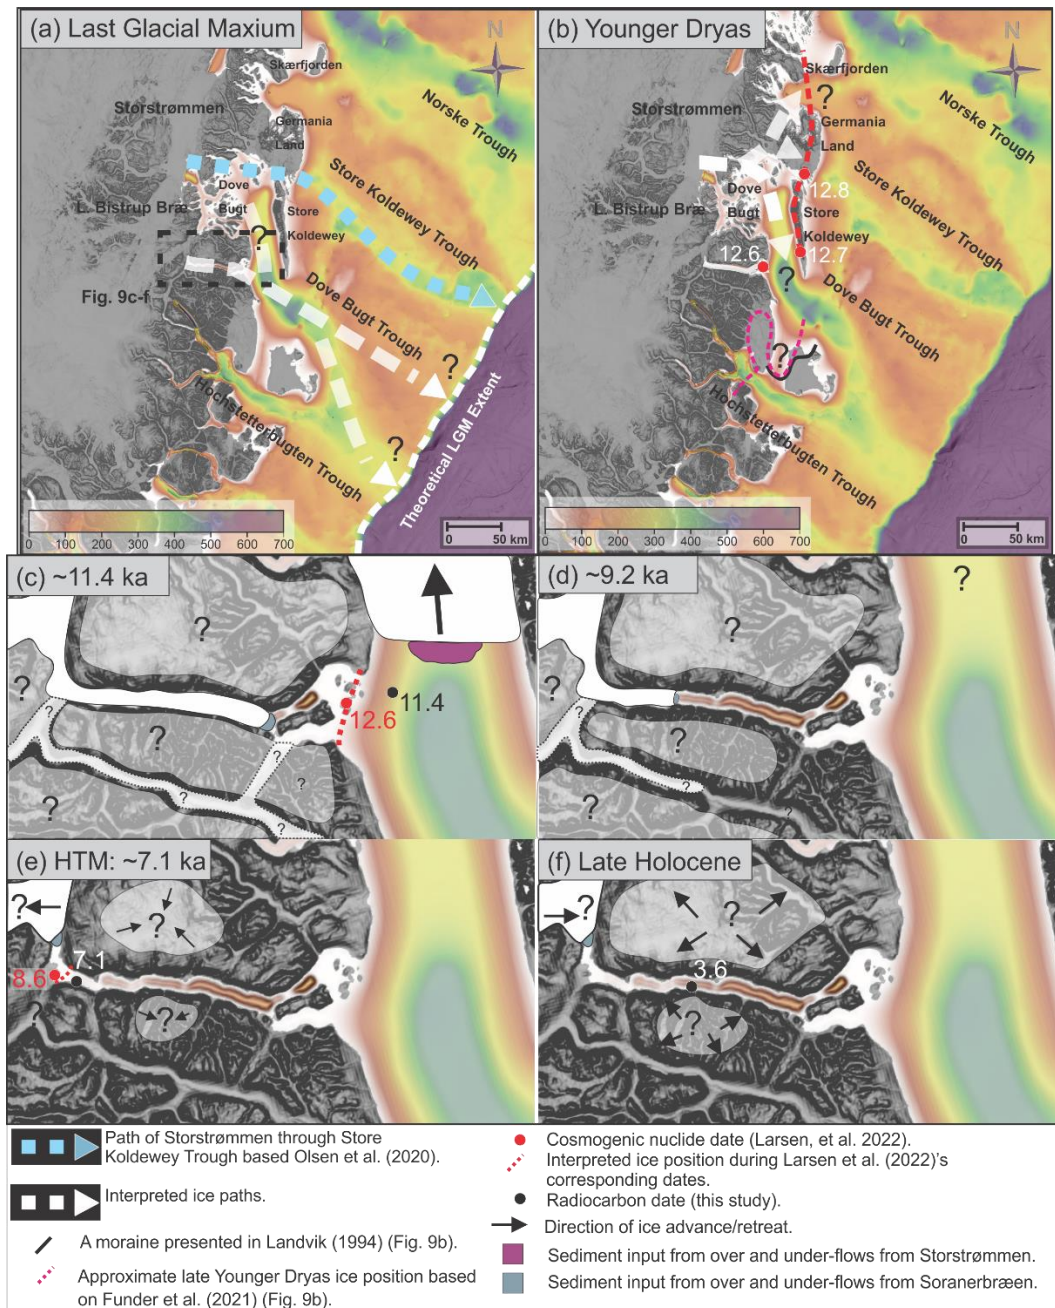 (a) Last Glacial Maxium
N
Skærfjorden
Storstrømmen
Norske Trough
Germania
Land
Store Koldewey Trough
Dove
Bugt
L. Bistrup Bræ
Store
Koldewey
?
Fig. 9c-f
Dove Bugt Trough
?
Hochstetterbugten Trough
?
Theoretical LGM Extent
0 100 200 300 400 500 600 700
0 50 km
(b) Younger Dryas
N
Skærfjorden
?
Storstrømmen
Norske Trough
Germania
Land
Store Koldewey Trough
12.8
Dove
Bugt
L. Bistrup Bræ
Store
Koldewey
12.6
12.7
?
Dove Bugt Trough
?
Hochstetterbugten Trough
0 100 200 300 400 500 600 700
0 50 km
(c) ~11.4 ka
?
?
?
11.4
12.6
?
?
?
?
?
?
(d) ~9.2 ka
?
?
?
?
?
?
?
?
(e) HTM: ~7.1 ka
?
?
7.1
8.6
?
?
(f) Late Holocene
?
?
3.6
?
Path of Storstrømmen through Store
Koldewey Trough based Olsen et al. (2020).
Interpreted ice paths.
A moraine presented in Landvik (1994) (Fig. 9b).
Approximate late Younger Dryas ice position based
on Funder et al. (2021) (Fig. 9b).
Cosmogenic nuclide date (Larsen, et al. 2022).
Interpreted ice position during Larsen et al. (2022)'s
corresponding dates.
Radiocarbon date (this study).
Direction of ice advance/retreat.
Sediment input from over and under-flows from Storstrømmen.
Sediment input from over and under-flows from Soranerbræen.